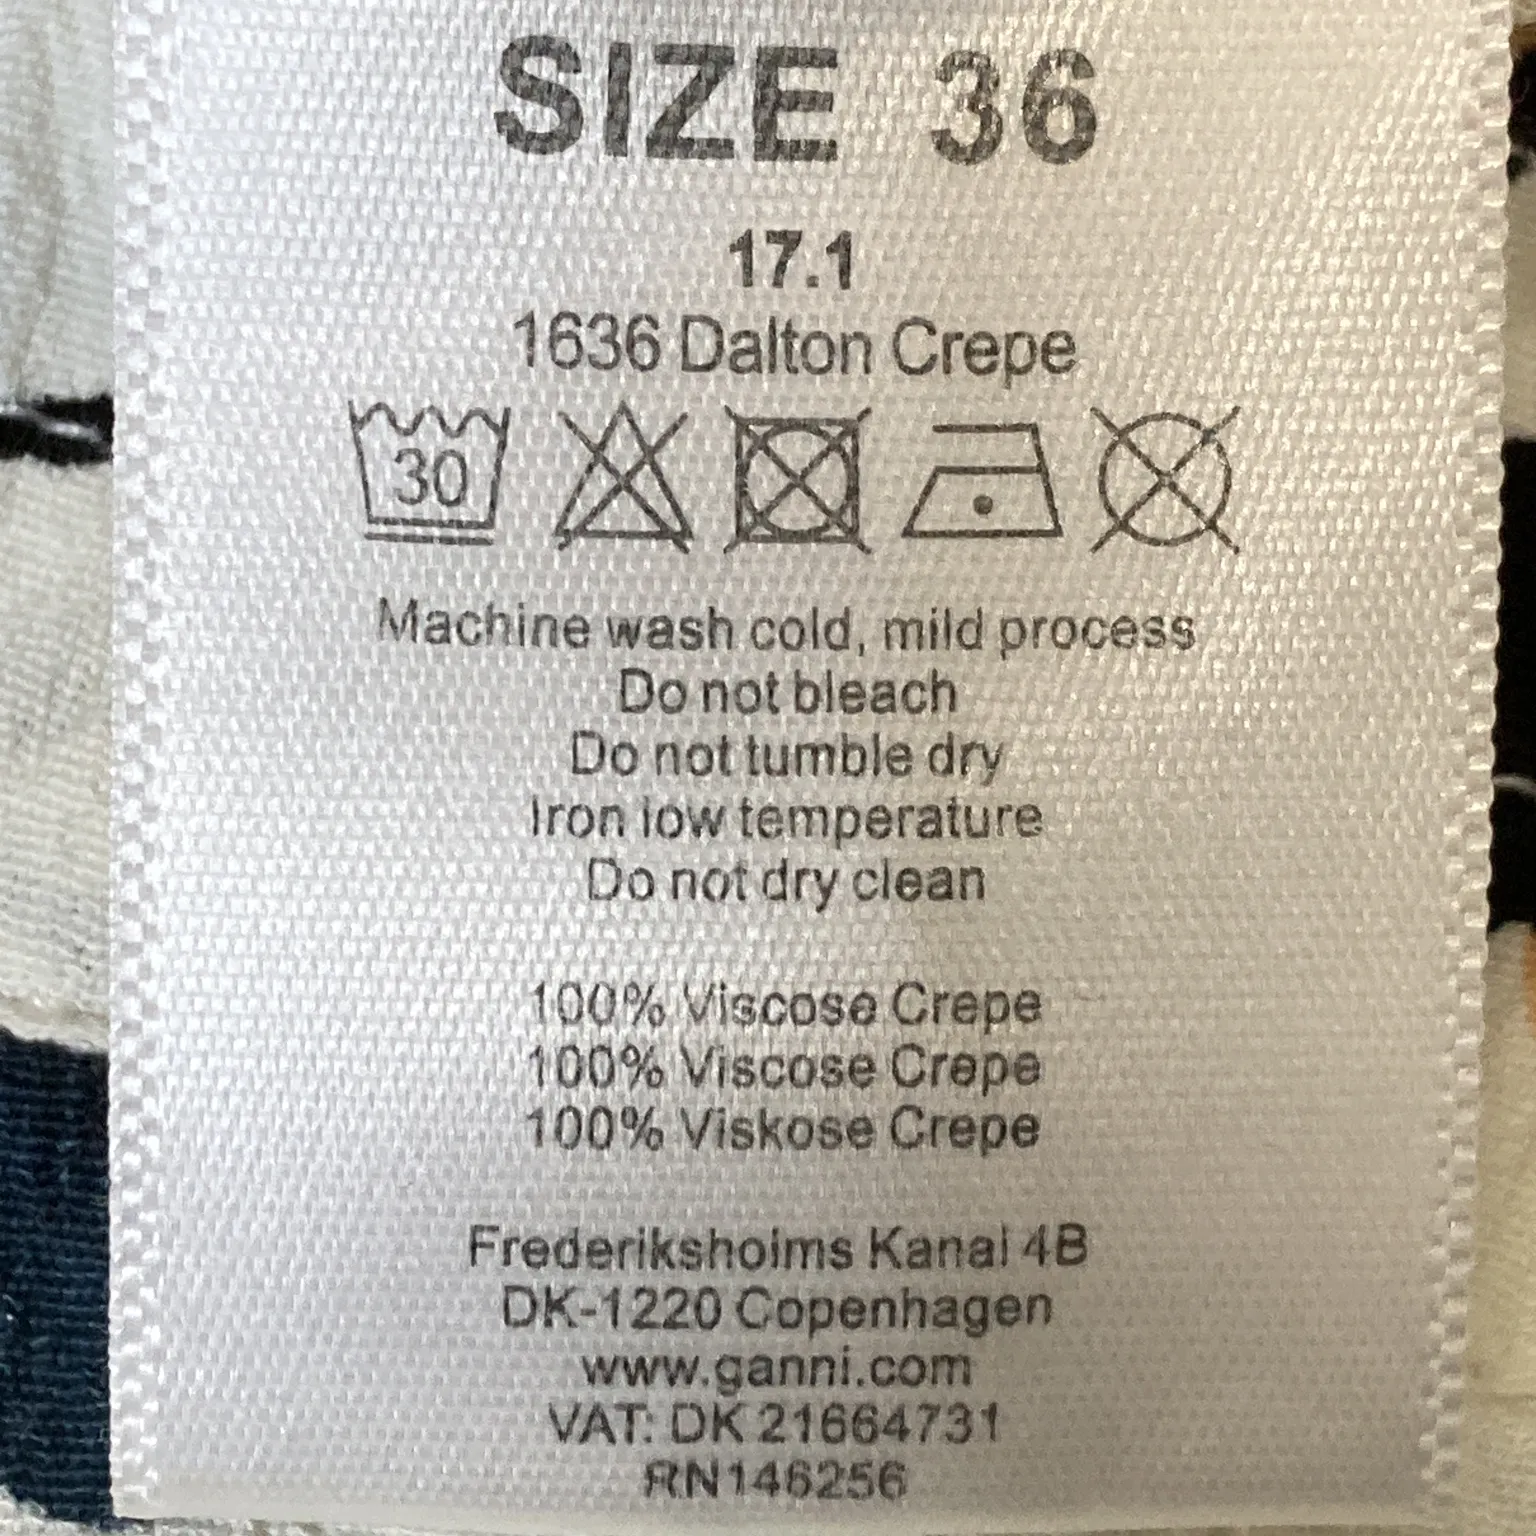 SIZE 36
17.1
1636 Dalton Crepe
30
Machine wash cold, mild process
Do not bleach
Do not tumble dry
Iron low temperature
Do not dry clean
100% Viscose Crepe
100% Viscose Crepe
100% Viskose Crepe
Frederiksholms Kanal 4B
DK-1220 Copenhagen
www.ganni.com
VAT: DK 21664731
RN146256